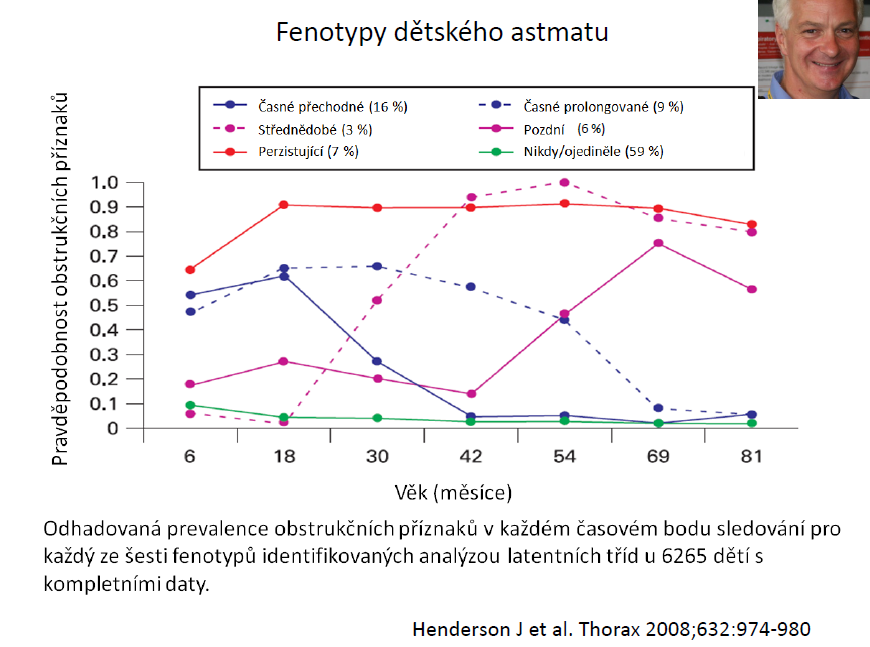 Fenotypy dětského astmatu
Časné přechodné (16 %)
Časné prolongované (9 %)
Střednědobé (3 %)
Pozdní (6 %)
Perzistující (7 %)
Nikdy/ojediněle (59 %)
Pravděpodobnost obstrukčních příznaků
1.0
0.9
0.8
0.7
0.6
0.5
0.4
0.3
0.2
0.1
0
6 18 30 42 54 69 81
Věk (měsíce)
Odhadovaná prevalence obstrukčních příznaků v každém časovém bodu sledování pro
každý ze šesti fenotypů identifikovaných analýzou latentních tříd u 6265 dětí s
kompletními daty.
Henderson J et al. Thorax 2008;632:974-980